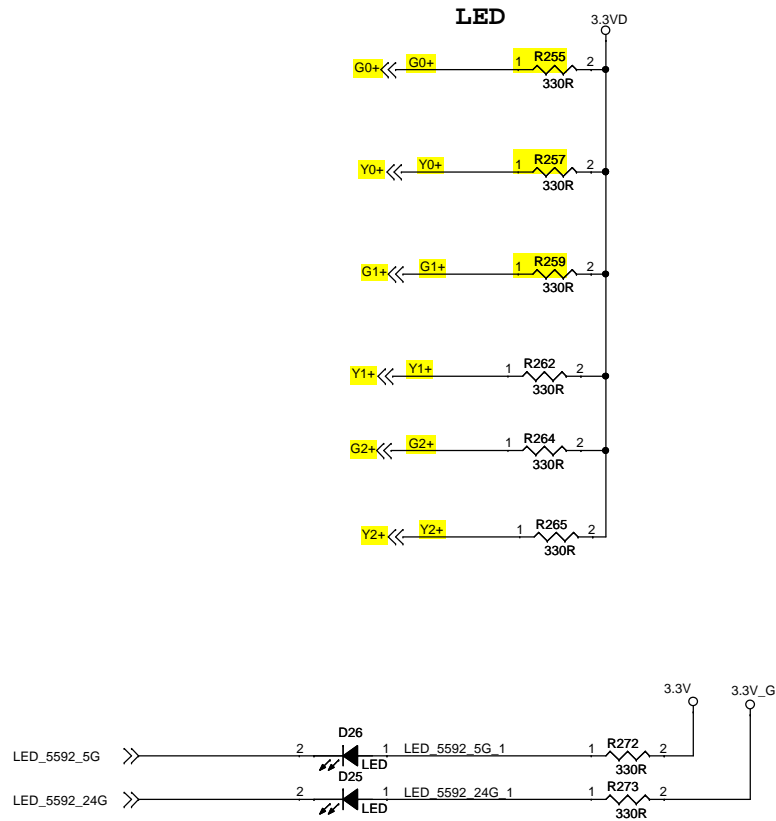 LED
3.3VD
G0+ G0+ 1 R255 2
330R
Y0+ Y0+ 1 R257 2
330R
G1+ G1+ 1 R259 2
330R
Y1+ Y1+ 1 R262 2
330R
G2+ G2+ 1 R264 2
330R
Y2+ Y2+ 1 R265 2
330R
3.3V 3.3V_G
D26
LED_5592_5G 2 1 LED_5592_5G_1 1 R272 2
LED 330R
D25
LED_5592_24G 2 1 LED_5592_24G_1 1 R273 2
LED 330R